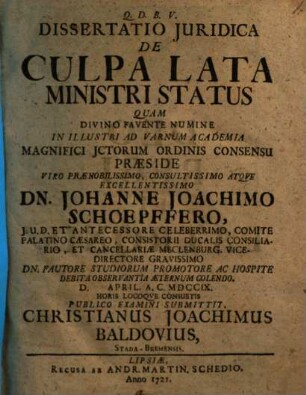 Q. D. B. V.
DISSERTATIO JURIDICA
DE
CULPA LATA
MINISTRI STATUS
QUAM
DIVINO FAVENTE NUMINE
IN ILLUSTRI AD VARNUM ACADEMIA
MAGNIFICI JCTORUM ORDINIS CONSENSU
PRÆSIDE
VIRO PRÆNOBILISSIMO, CONSULTISSIMO ATQVE
EXCELLENTISSIMO
DN. JOHANNE JOACHIMO
SCHOEPFFERO,
J. U. D. ET ANTECESSORE CELEBERRIMO, COMITE
PALATINO CÆSAREO, CONSISTORII DUCALIS CONSILIA-
RIO, ET CANCELLARIÆ MECLENBURG. VICE-
DIRECTORE GRAVISSIMO
DN. FAUTORE STUDIORUM PROMOTORE AC HOSPITE
DEBITA OBSERVANTIA ÆTERNUM COLENDO,
D. APRIL. A. C. MDCCIX.
HORIS LOCOQVE CONSUETIS
PUBLICO EXAMINI SUBMITTIT,
CHRISTIANUS JOACHIMUS
BALDOVIUS,
STADA-BREMENSIS.
LIPSIÆ,
RECUSA AB ANDR. MARTIN. SCHEDIO.
Anno 1721.